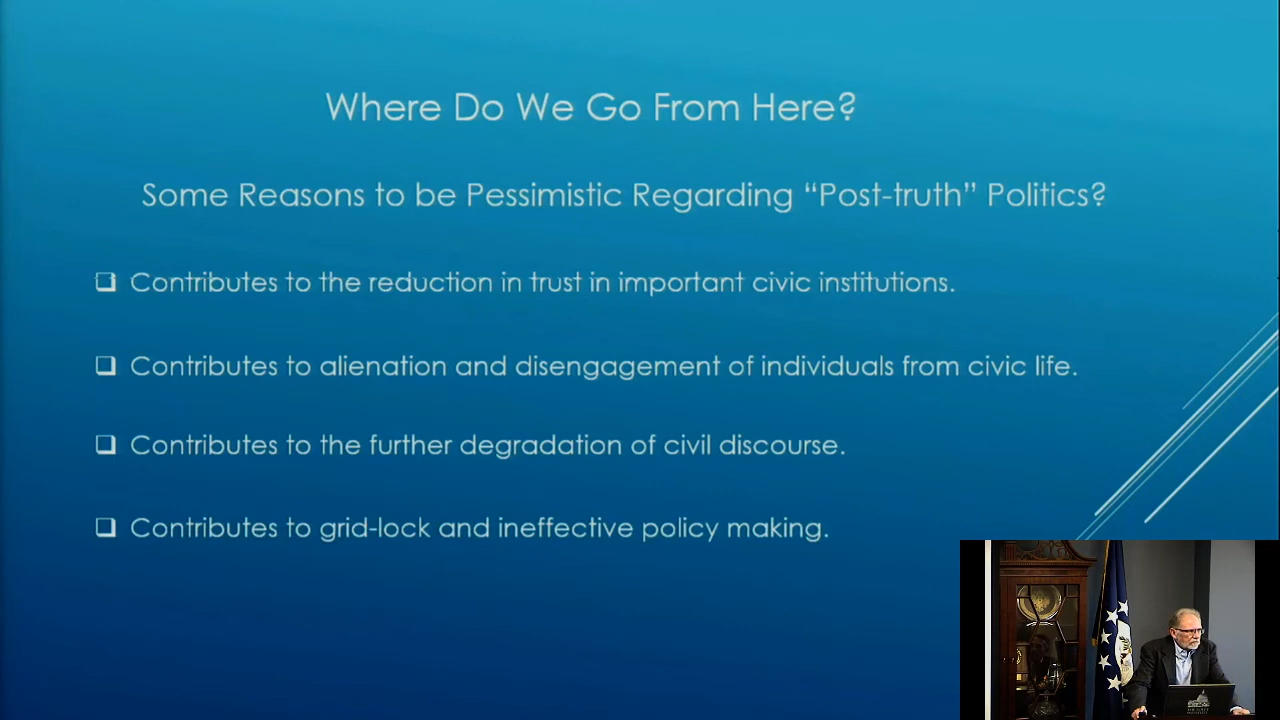 Where Do We Go From Here?
Some Reasons to be Pessimistic Regarding “Post-truth” Politics?
❑ Contributes to the reduction in trust in important civic institutions.
❑ Contributes to alienation and disengagement of individuals from civic life.
❑ Contributes to the further degradation of civil discourse.
❑ Contributes to grid-lock and ineffective policy making.